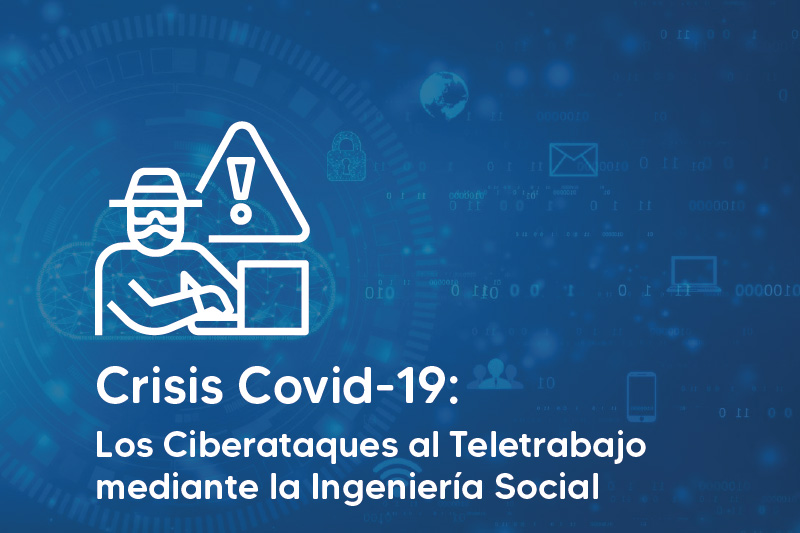 Crisis Covid-19:
Los Ciberataques al Teletrabajo
mediante la Ingeniería Social